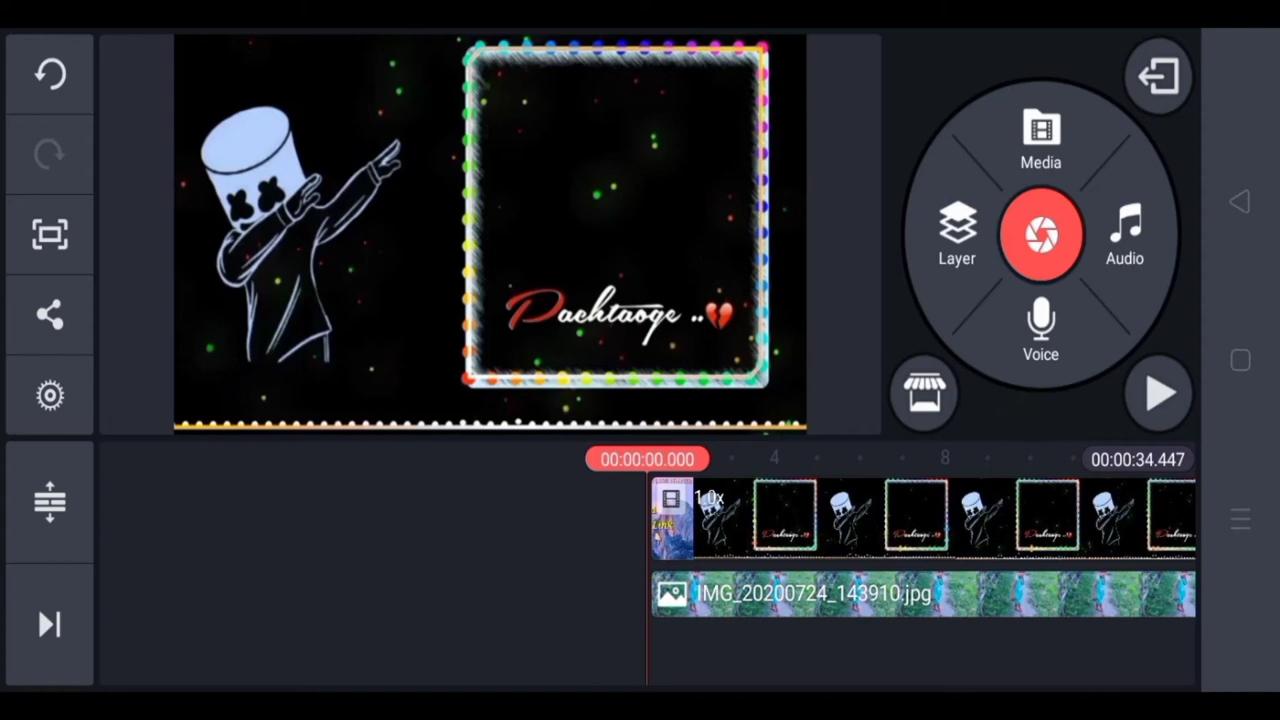 Media
Layer
Audio
Voice
Pachtaoge ..💔
00:00:00.000
4
8
00:00:34.447
1.0x
Link
IMG_20200724_143910.jpg